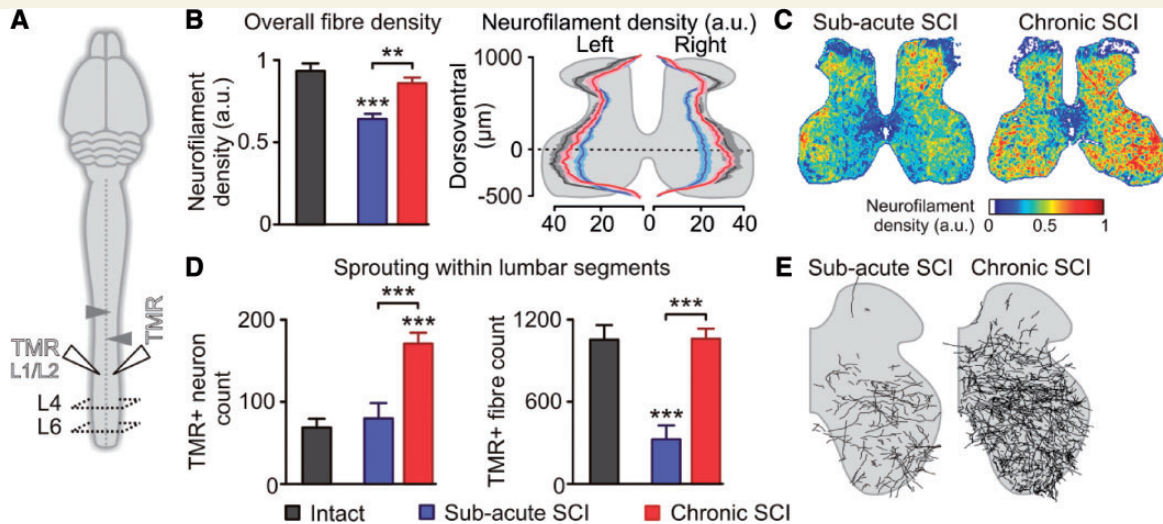 A
TMR
TMR
L1/L2
L4
L6
B
Overall fibre density
Neurofilament density (a.u.)
1
0.5
0
**
***
Neurofilament
density (a.u.)
Neurofilament density (a.u.)
Left
Right
Dorsoventral
(µm)
1000
0
-500
40
20
0
20
40
C
Sub-acute SCI
Chronic SCI
Neurofilament
density (a.u.)
0
0.5
1
D
Sprouting within lumbar segments
TMR+ neuron
count
200
100
0
***
***
TMR+ fibre count
1200
600
0
***
***
Intact
Sub-acute SCI
Chronic SCI
E
Sub-acute SCI
Chronic SCI